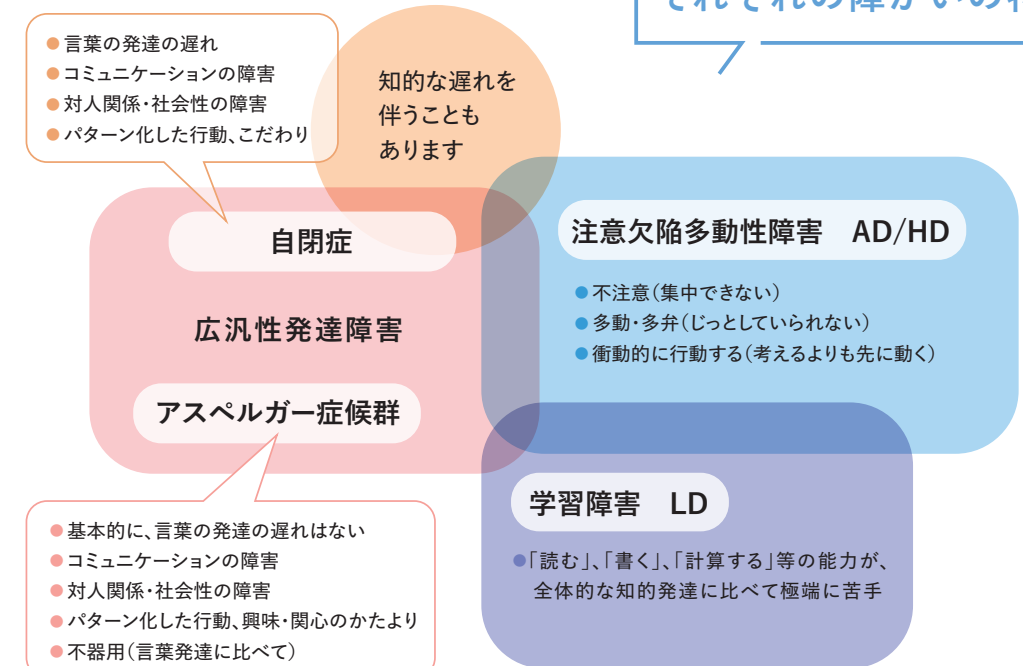 それぞれの障がいの
● 言葉の発達の遅れ
● コミュニケーションの障害
● 対人関係・社会性の障害
● パターン化した行動、こだわり
知的な遅れを
伴うことも
あります
自閉症
広汎性発達障害
アスペルガー症候群
● 基本的に、言葉の発達の遅れはない
● コミュニケーションの障害
● 対人関係・社会性の障害
● パターン化した行動、興味・関心のかたより
● 不器用(言葉発達に比べて)
注意欠陥多動性障害 AD/HD
● 不注意(集中できない)
● 多動・多弁(じっとしていられない)
● 衝動的に行動する(考えるよりも先に動く)
学習障害 LD
●「読む」、「書く」、「計算する」等の能力が、
全体的な知的発達に比べて極端に苦手